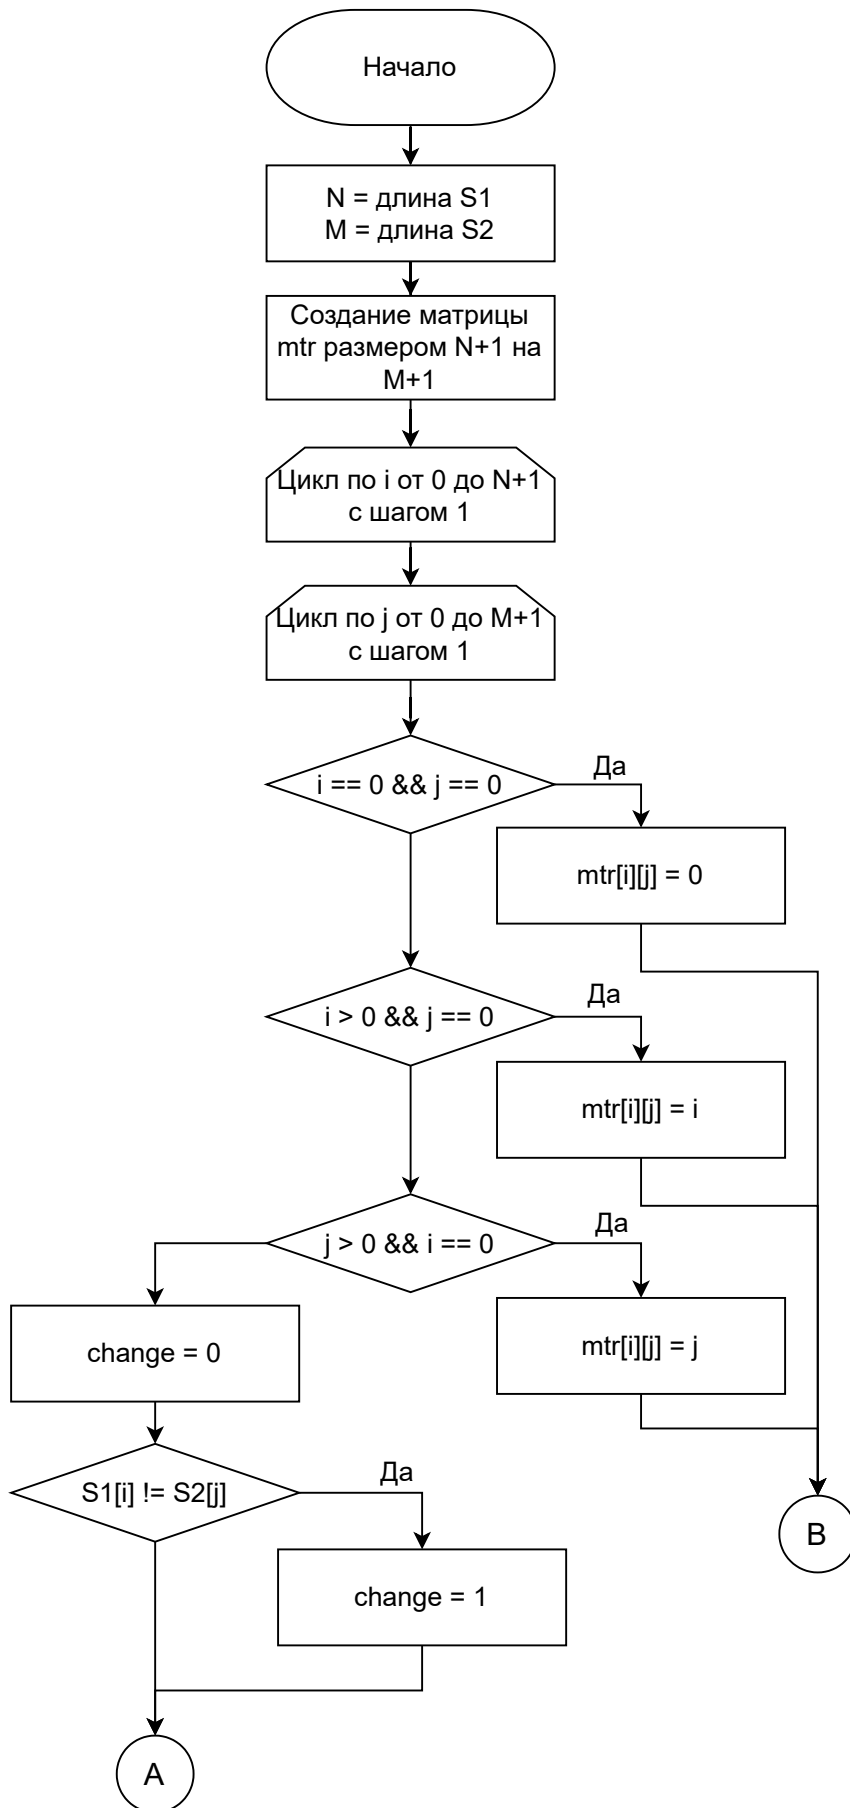 Начало
N = длина S1
M = длина S2
Создание матрицы
mtr размером N+1 на
M+1
Цикл по i от 0 до N+1
с шагом 1
Цикл по j от 0 до M+1
с шагом 1
i == 0 && j == 0
Да
mtr[i][j] = 0
i > 0 && j == 0
Да
mtr[i][j] = i
j > 0 && i == 0
Да
mtr[i][j] = j
change = 0
S1[i] != S2[j]
Да
change = 1
B
A